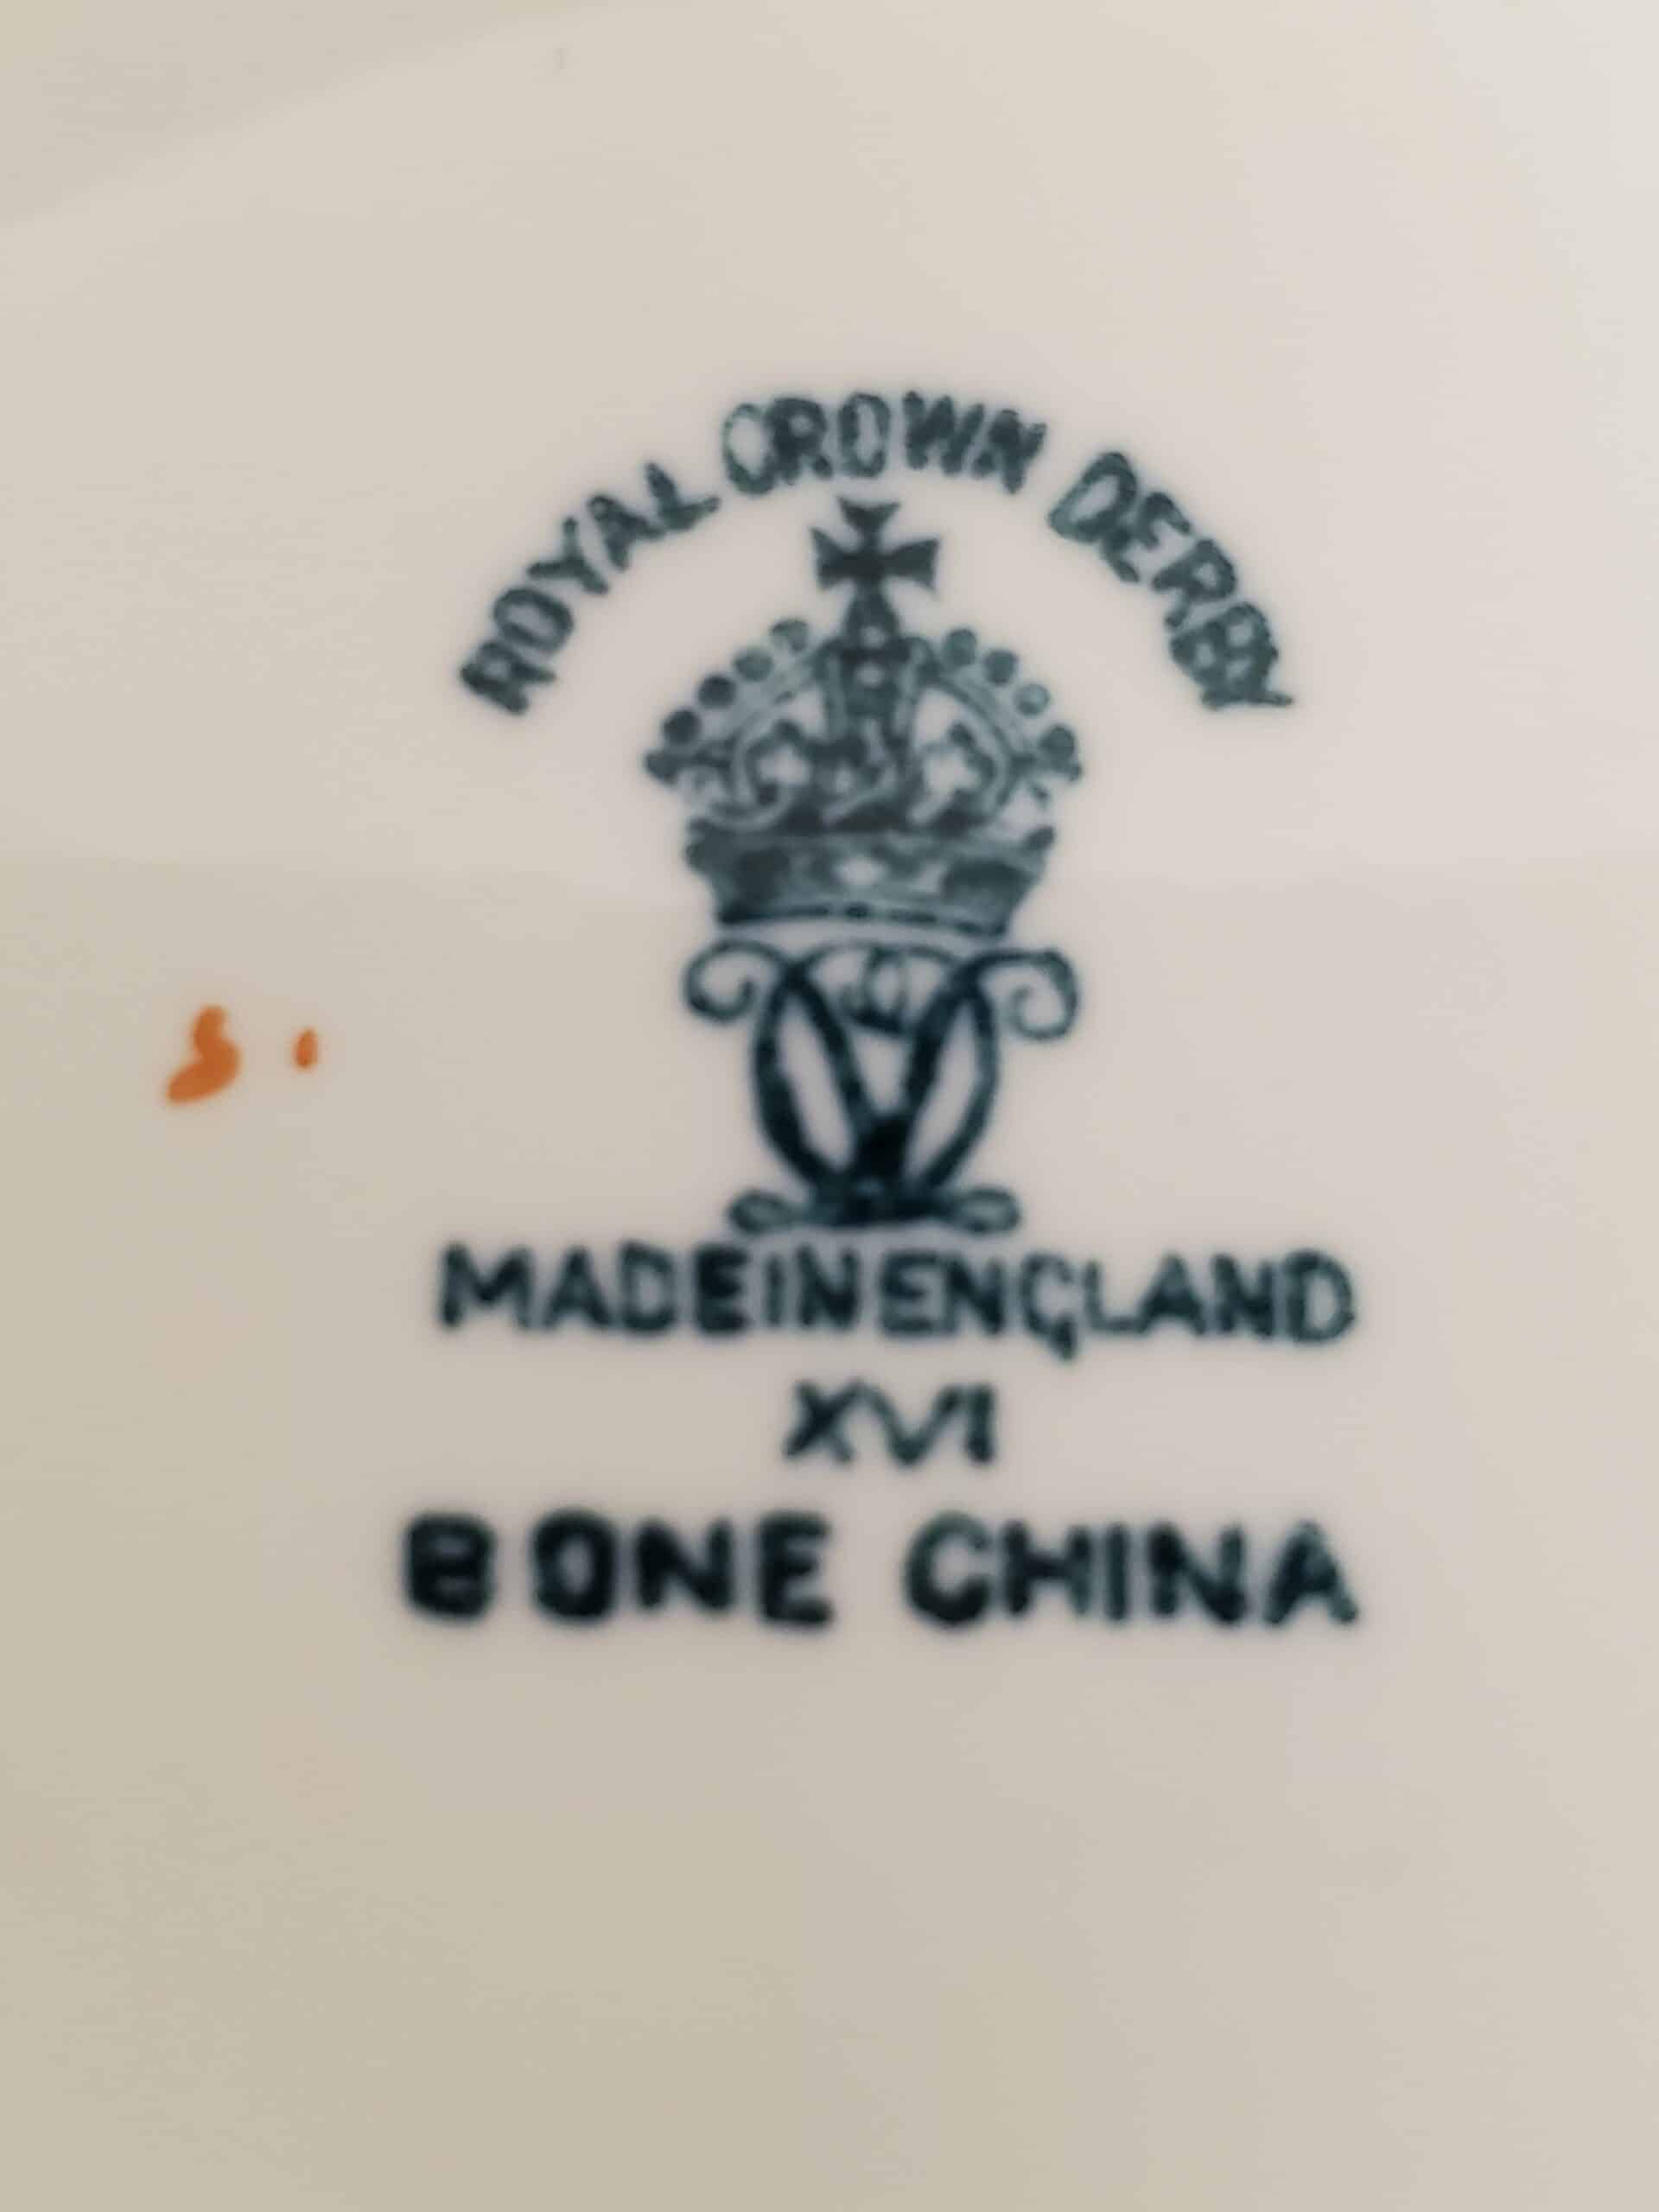 ROYAL CROWN DERBY
MADE IN ENGLAND
XVI
BONE CHINA